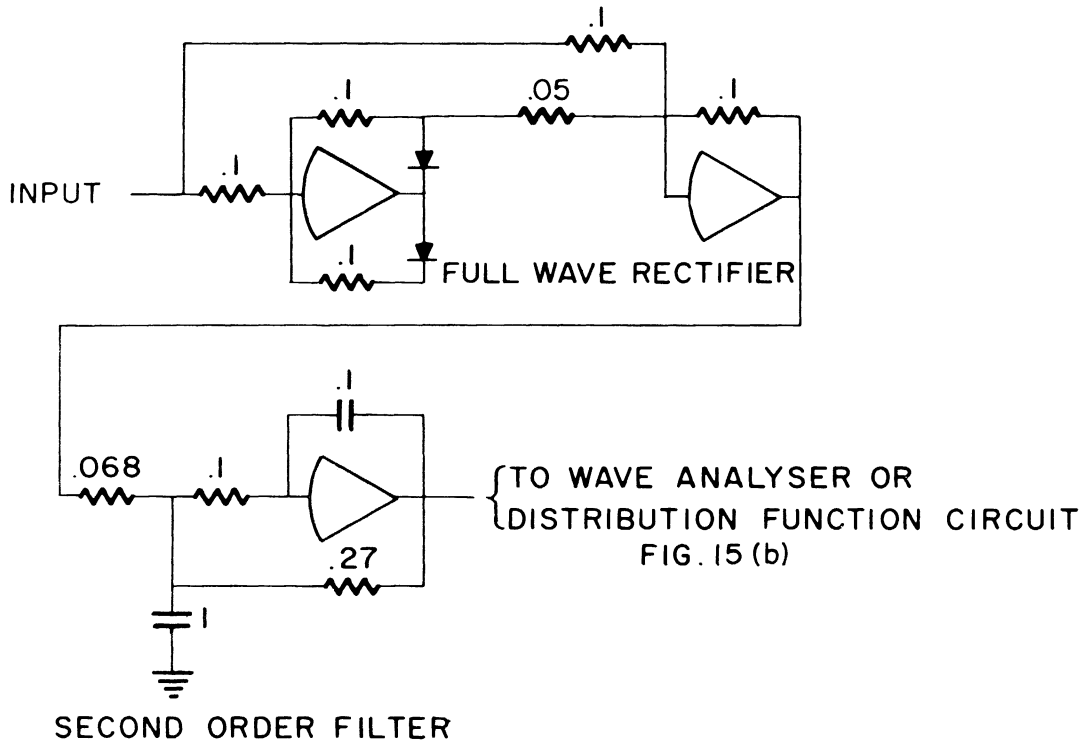 .1
.1
.05
.1
.1
INPUT
.1
FULL WAVE RECTIFIER
.1
.068
.1
TO WAVE ANALYSER OR
DISTRIBUTION FUNCTION CIRCUIT
FIG. 15 (b)
.27
1
SECOND ORDER FILTER